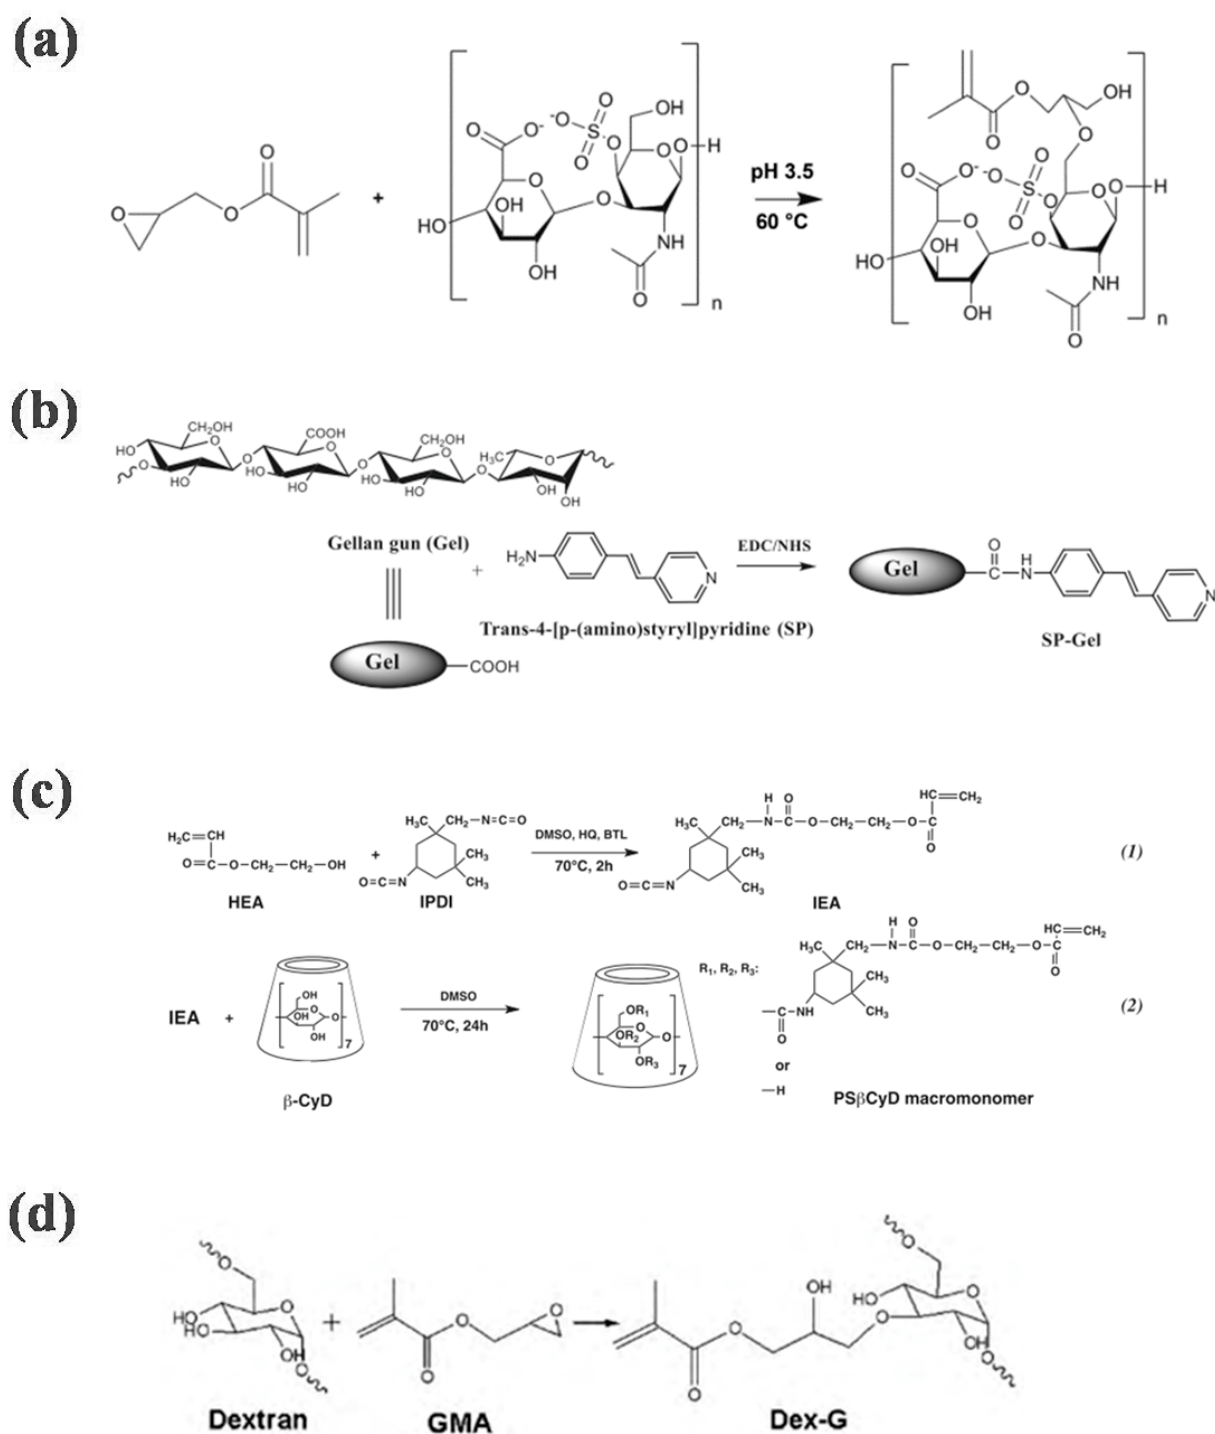 (a)
O
O
O
+
O
O-
-O
S
O
O
O
OH
O
O
H
O
O
HO
OH
OH
NH
O
n
pH 3.5
60 °C
O
O
OH
O
O
O
O-
-O
S
O
O
O
O
O
H
O
O
HO
OH
OH
NH
O
n
(b)
HO
CH2OH
O
O
HO
O
COOH
O
HO
HO
O
CH2OH
O
HO
HO
O
H3C
O
OH
OH
Gellan gun (Gel)
+
H2N
N
EDC/NHS
Trans-4-[p-(amino)styryl]pyridine (SP)
Gel
COOH
Gel
O
C
H
N
N
SP-Gel
(c)
H2C=CH
O=C-O-CH2-CH2-OH
HEA
+
H3C
CH2-N=C=O
CH3
CH3
O=C=N
IPDI
DMSO, HQ, BTL
70°C, 2h
H3C
CH2-N-C-O-CH2-CH2-O-C
H
O
HC=CH2
O
CH3
CH3
O=C=N
IEA
(1)
IEA
+
OH
O
OH
O
OH
7
β-CyD
DMSO
70°C, 24h
OR1
O
OR2
O
OR3
7
R1, R2, R3:
H3C
CH2-N-C-O-CH2-CH2-O-C
H
O
HC=CH2
O
CH3
CH3
-C-NH
O
or
-H
PSβCyD macromonomer
(2)
(d)
O
O
HO
HO
OH
O
Dextran
+
O
O
O
GMA
O
O
OH
O
HO
O
O
OH
O
Dex-G